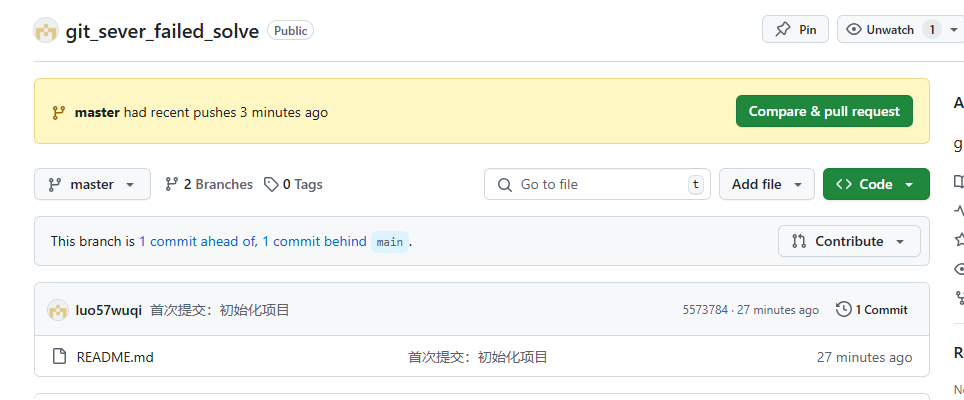 git_sever_failed_solve Public Pin Unwatch 1
master had recent pushes 3 minutes ago Compare & pull request
master 2 Branches 0 Tags Go to file t Add file Code
This branch is 1 commit ahead of, 1 commit behind main. Contribute
luo57wuqi 首次提交：初始化项目 5573784 · 27 minutes ago 1 Commit
README.md 首次提交：初始化项目 27 minutes ago